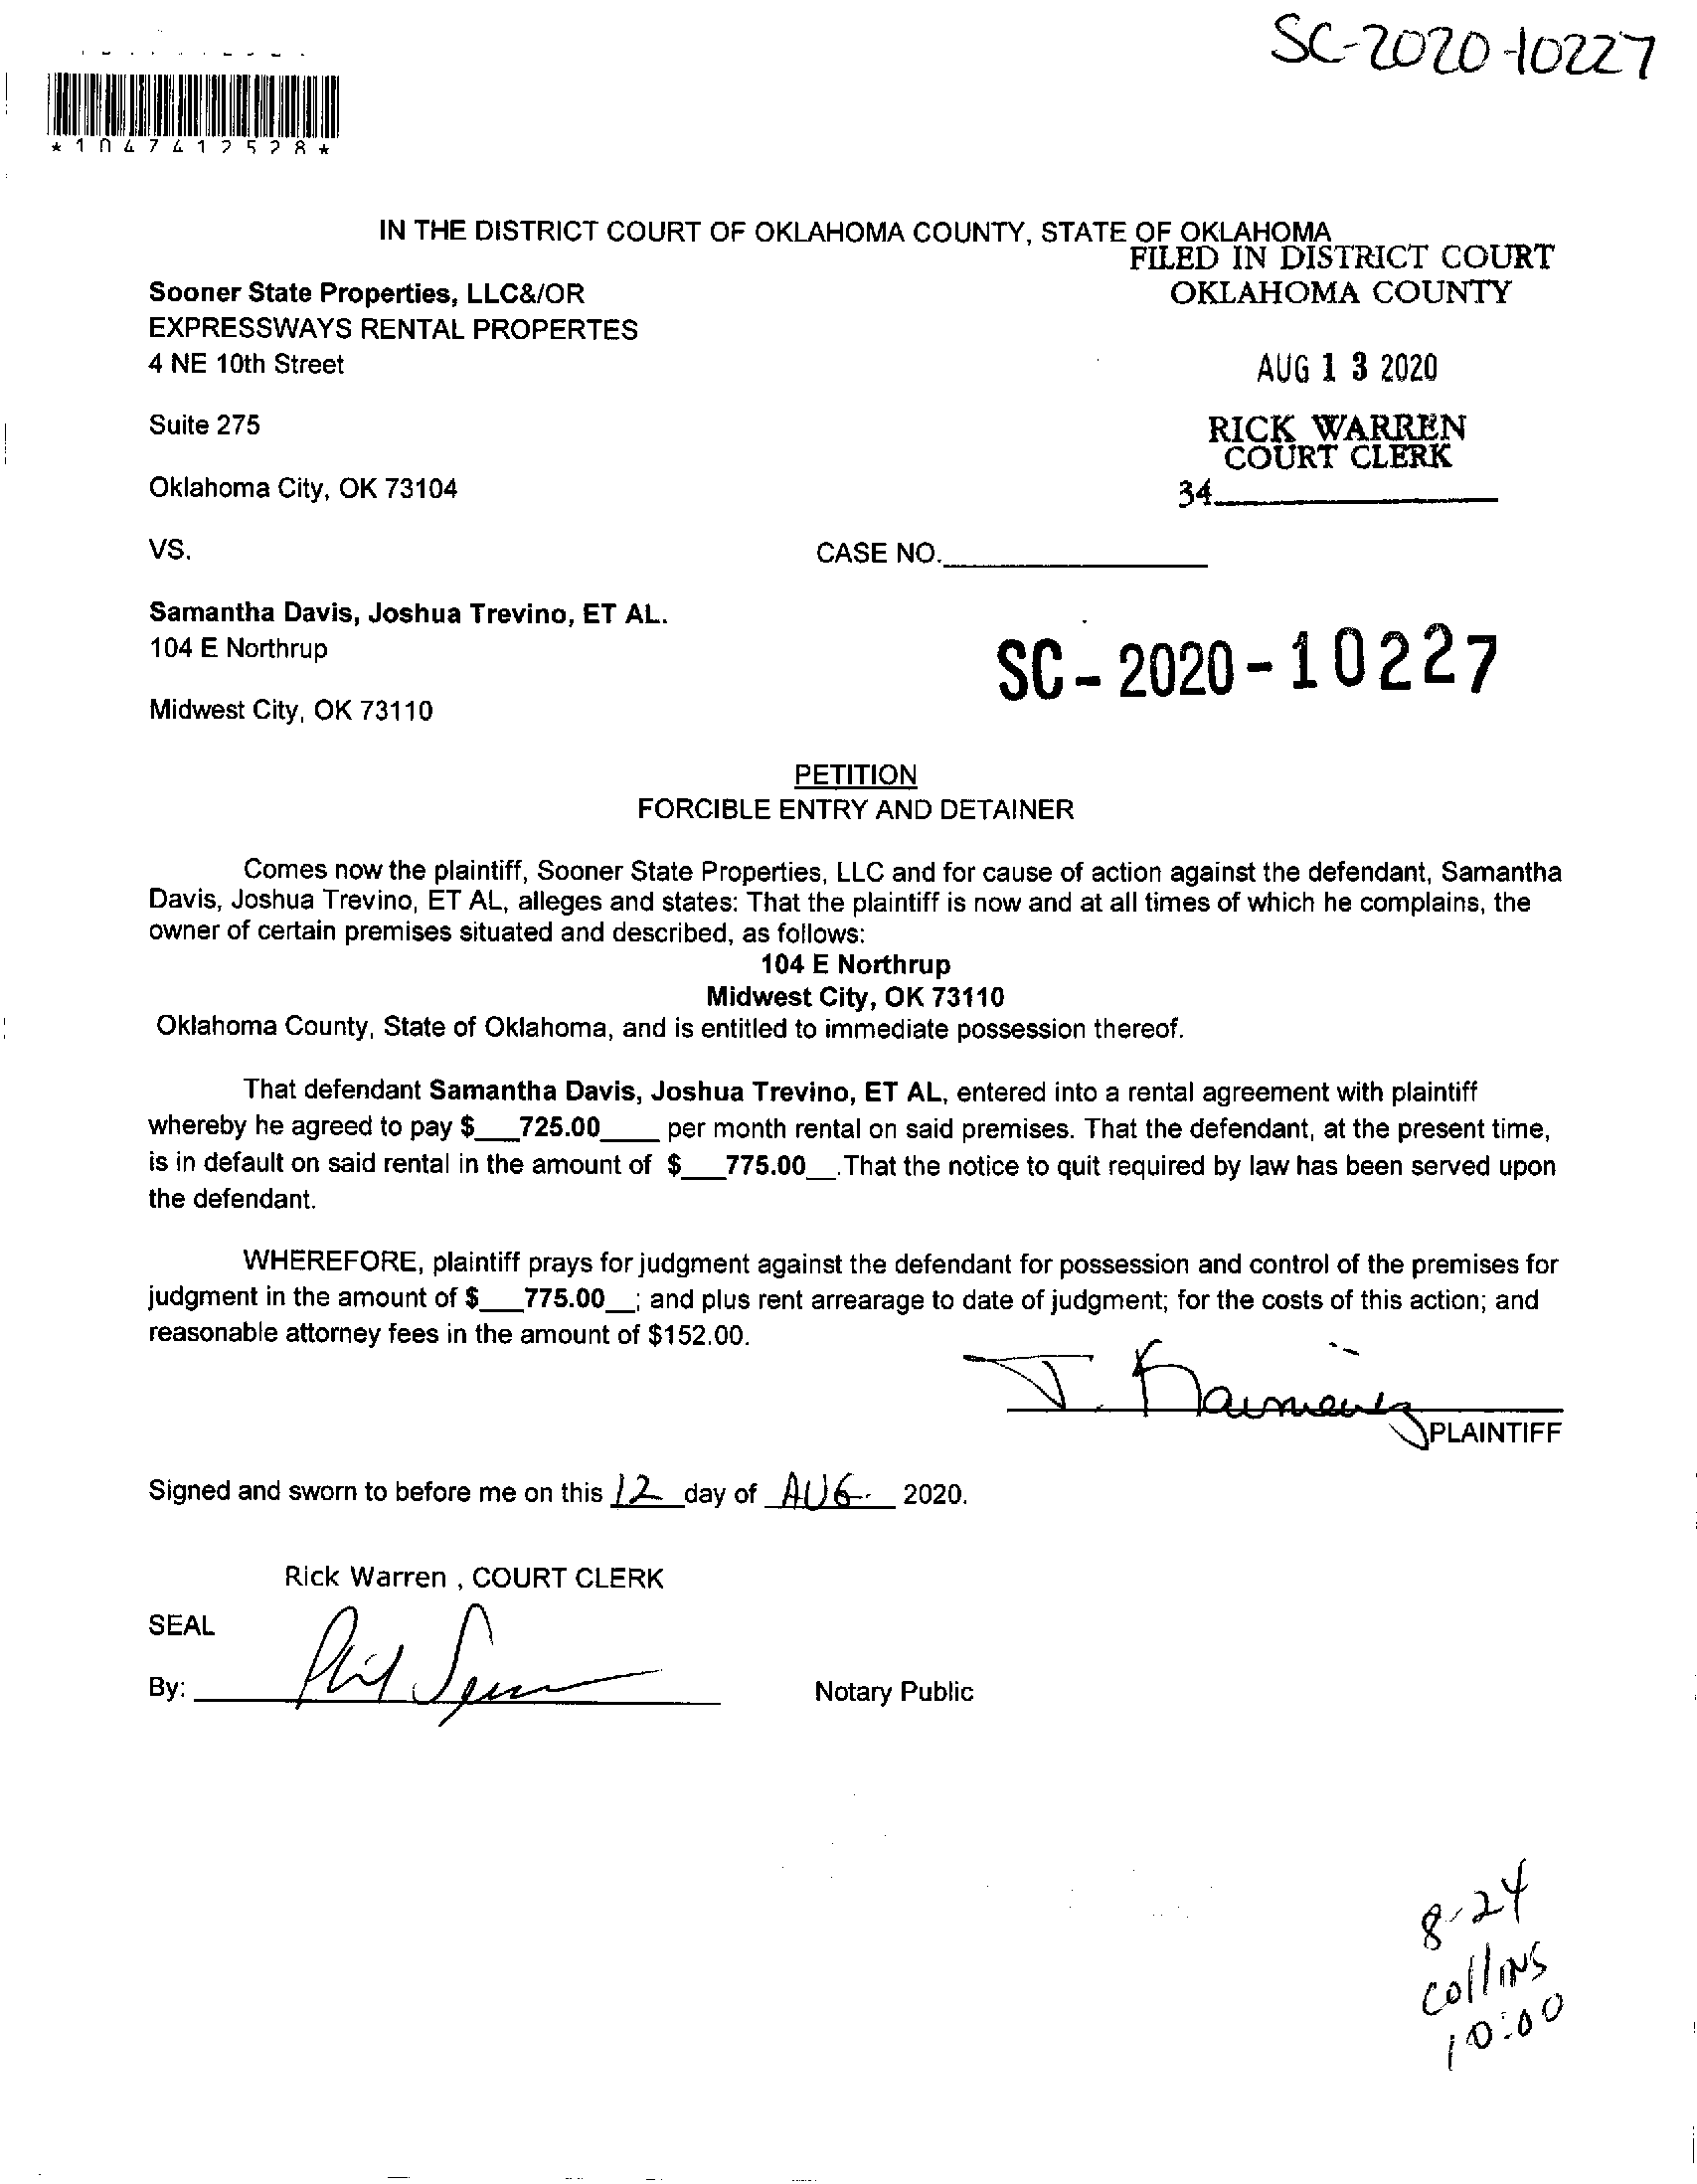 SC-2020-10227
*1047412528*
IN THE DISTRICT COURT OF OKLAHOMA COUNTY, STATE OF OKLAHOMA
FILED IN DISTRICT COURT
OKLAHOMA COUNTY
Sooner State Properties, LLC&/OR
EXPRESSWAYS RENTAL PROPERTES
4 NE 10th Street
AUG 13 2020
Suite 275
RICK WARREN
COURT CLERK
Oklahoma City, OK 73104
34
VS.
CASE NO.
Samantha Davis, Joshua Trevino, ET AL.
104 E Northrup
SC-2020-10227
Midwest City, OK 73110
PETITION
FORCIBLE ENTRY AND DETAINER
Comes now the plaintiff, Sooner State Properties, LLC and for cause of action against the defendant, Samantha
Davis, Joshua Trevino, ET AL, alleges and states: That the plaintiff is now and at all times of which he complains, the
owner of certain premises situated and described, as follows:
104 E Northrup
Midwest City, OK 73110
Oklahoma County, State of Oklahoma, and is entitled to immediate possession thereof.
That defendant Samantha Davis, Joshua Trevino, ET AL, entered into a rental agreement with plaintiff
whereby he agreed to pay $___725.00____ per month rental on said premises. That the defendant, at the present time,
is in default on said rental in the amount of $___775.00__.That the notice to quit required by law has been served upon
the defendant.
WHEREFORE, plaintiff prays for judgment against the defendant for possession and control of the premises for
judgment in the amount of $___775.00__; and plus rent arrearage to date of judgment; for the costs of this action; and
reasonable attorney fees in the amount of $152.00.
J.
PLAINTIFF
Signed and sworn to before me on this 12 day of AUG. 2020.
Rick Warren , COURT CLERK
SEAL
By: Phil
Notary Public
8-24
Collins
10:00